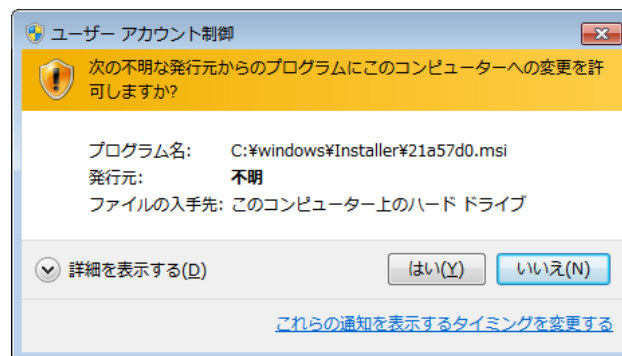 ユーザー アカウント制御
次の不明な発行元からのプログラムにこのコンピューターへの変更を許
可しますか?
プログラム名: C:¥windows¥Installer¥21a57d0.msi
発行元: 不明
ファイルの入手先: このコンピューター上のハード ドライブ
詳細を表示する(D) はい(Y) いいえ(N)
これらの通知を表示するタイミングを変更する